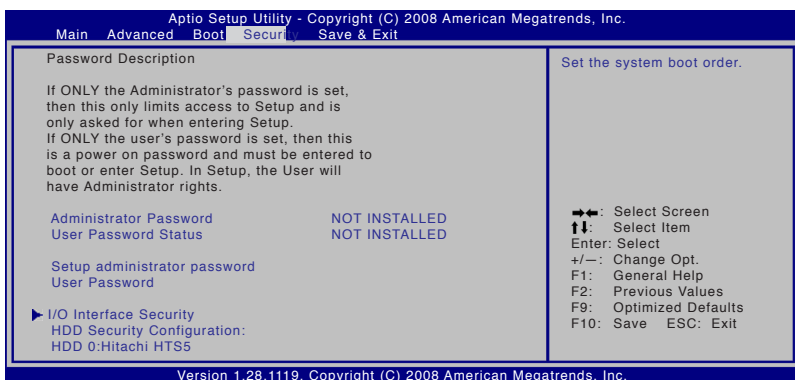 Aptio Setup Utility - Copyright (C) 2008 American Megatrends, Inc.
Main Advanced Boot Security Save & Exit
Password Description
If ONLY the Administrator's password is set,
then this only limits access to Setup and is
only asked for when entering Setup.
If ONLY the user's password is set, then this
is a power on password and must be entered to
boot or enter Setup. In Setup, the User will
have Administrator rights.
Administrator Password NOT INSTALLED
User Password Status NOT INSTALLED
Setup administrator password
User Password
I/O Interface Security
HDD Security Configuration:
HDD 0:Hitachi HTS5
Set the system boot order.
→←: Select Screen
↑↓: Select Item
Enter: Select
+/—: Change Opt.
F1: General Help
F2: Previous Values
F9: Optimized Defaults
F10: Save ESC: Exit
Version 1.28.1119. Copyright (C) 2008 American Megatrends, Inc.